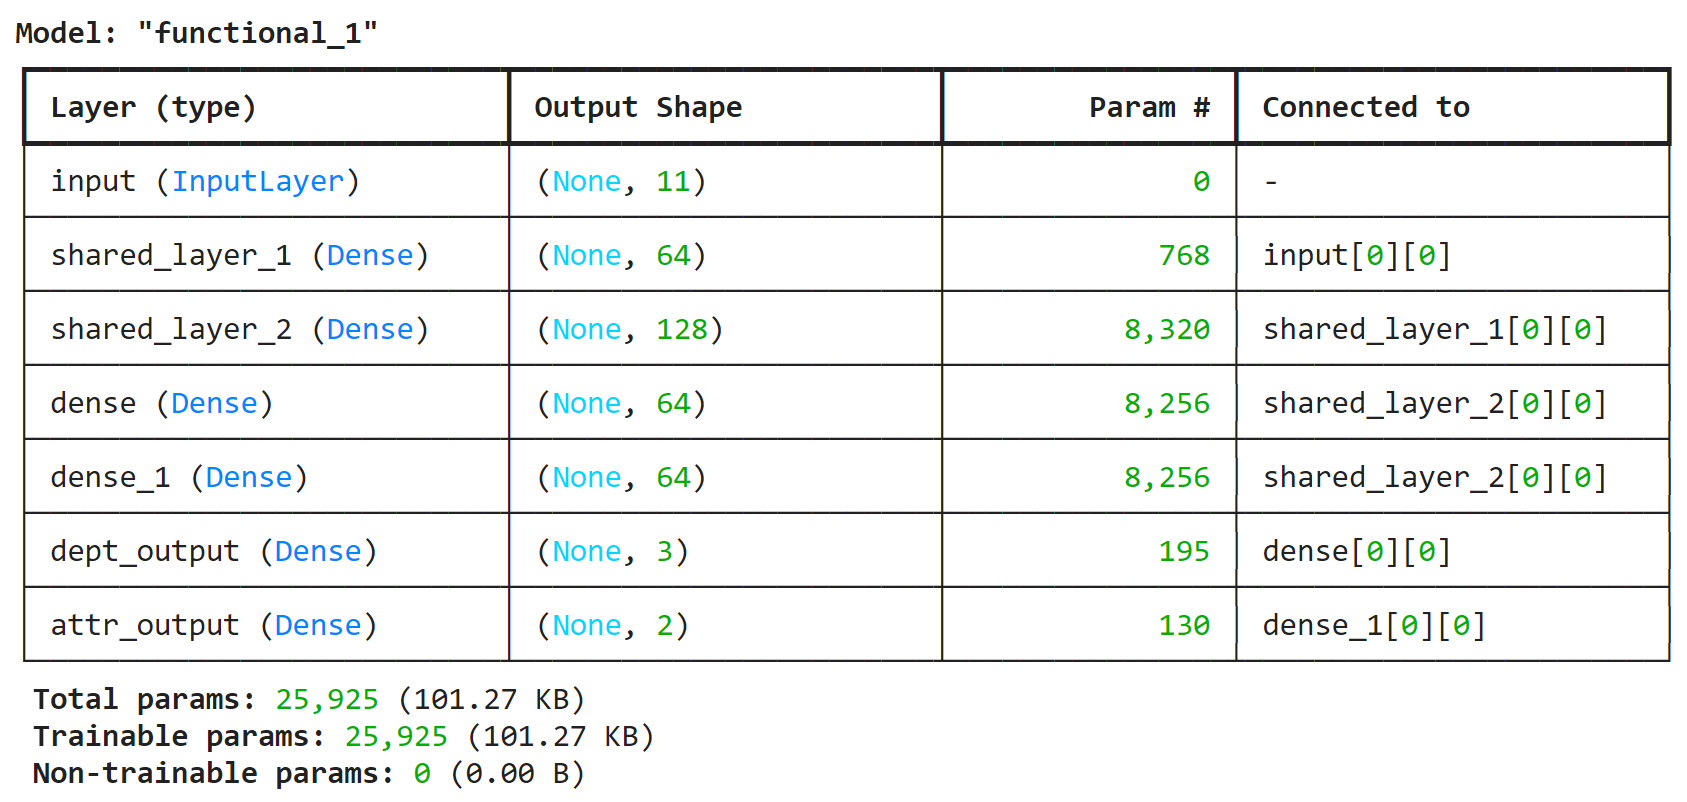 Model: "functional_1"
Layer (type) Output Shape Param # Connected to
input (InputLayer) (None, 11) 0 -
shared_layer_1 (Dense) (None, 64) 768 input[0][0]
shared_layer_2 (Dense) (None, 128) 8,320 shared_layer_1[0][0]
dense (Dense) (None, 64) 8,256 shared_layer_2[0][0]
dense_1 (Dense) (None, 64) 8,256 shared_layer_2[0][0]
dept_output (Dense) (None, 3) 195 dense[0][0]
attr_output (Dense) (None, 2) 130 dense_1[0][0]
Total params: 25,925 (101.27 KB)
Trainable params: 25,925 (101.27 KB)
Non-trainable params: 0 (0.00 B)